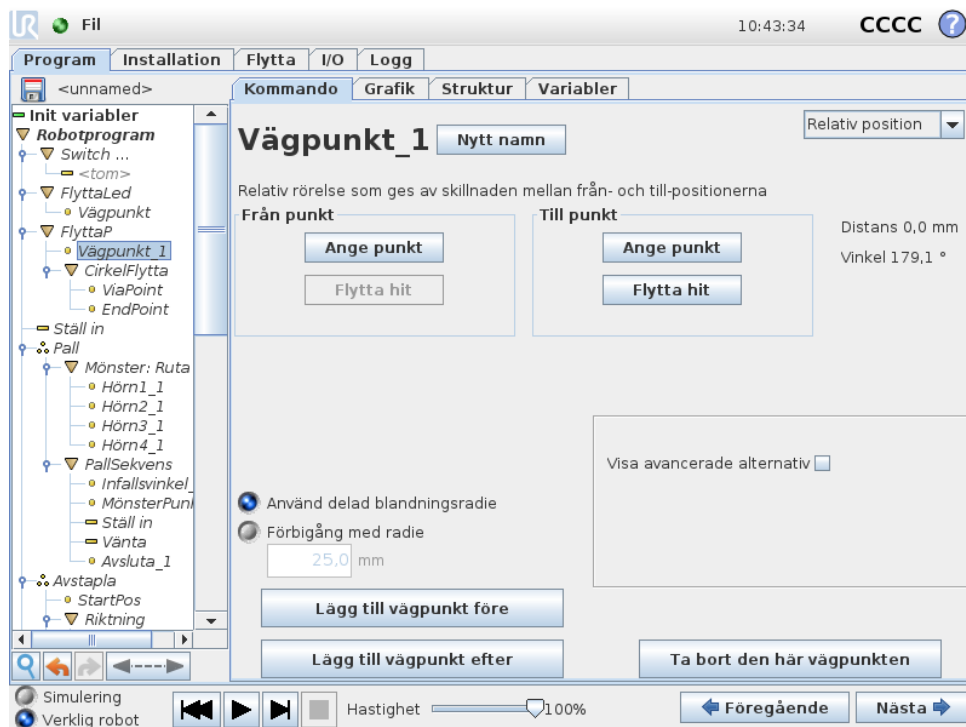 UR Fil 10:43:34 CCCC ?
Program Installation Flytta I/O Logg
<unnamed>
Kommando Grafik Struktur Variabler
Init variabler
Robotprogram
Switch ...
<tom>
FlyttaLed
Vägpunkt
FlyttaP
Vägpunkt_1
CirkelFlytta
ViaPoint
EndPoint
Ställ in
Pall
Mönster: Ruta
Hörn1_1
Hörn2_1
Hörn3_1
Hörn4_1
PallSekvens
Infallsvinkel_
MönsterPun
Ställ in
Vänta
Avsluta_1
Avstapla
StartPos
Riktning
Vägpunkt_1 Nytt namn
Relativ position
Relativ rörelse som ges av skillnaden mellan från- och till-positionerna
Från punkt
Ange punkt
Flytta hit
Till punkt
Ange punkt
Flytta hit
Distans 0,0 mm
Vinkel 179,1 °
Visa avancerade alternativ
Använd delad blandningsradie
Förbigång med radie
25,0 mm
Lägg till vägpunkt före
Lägg till vägpunkt efter
Ta bort den här vägpunkten
Simulering
Verklig robot
Hastighet 100%
Föregående
Nästa